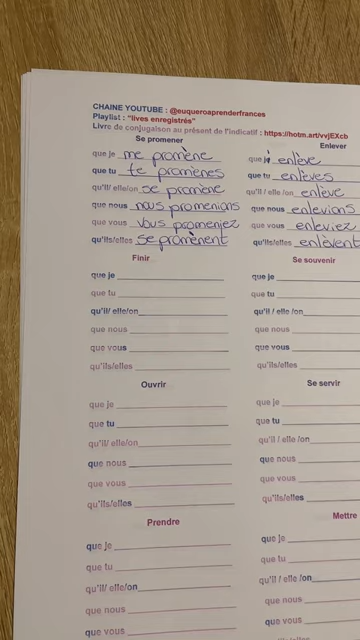 CHAINE YOUTUBE : @euqueroaprenderfrances
Playlist : "lives enregistrés"
Livre de conjugaison au présent de l'indicatif : https://hotm.art/vvjEXcb
Se promener
que je me promène
que tu te promènes
qu'il/ elle/on se promène
que nous nous promenions
que vous vous promeniez
qu'ils/elles se promènent
Enlever
que j' enlève
que tu enlèves
qu'il / elle /on enlève
que nous enlevions
que vous enleviez
qu'ils/elles enlèvent
Finir
que je
que tu
qu'il/ elle/on
que nous
que vous
qu'ils/elles
Se souvenir
que je
que tu
qu'il / elle /on
que nous
que vous
qu'ils/elles
Ouvrir
que je
que tu
qu'il/ elle/on
que nous
que vous
qu'ils/elles
Se servir
que je
que tu
qu'il / elle /on
que nous
que vous
qu'ils/elles
Prendre
que je
que tu
qu'il/ elle/on
que nous
que vous
Mettre
que je
que tu
qu'il / elle /on
que nous
que vous